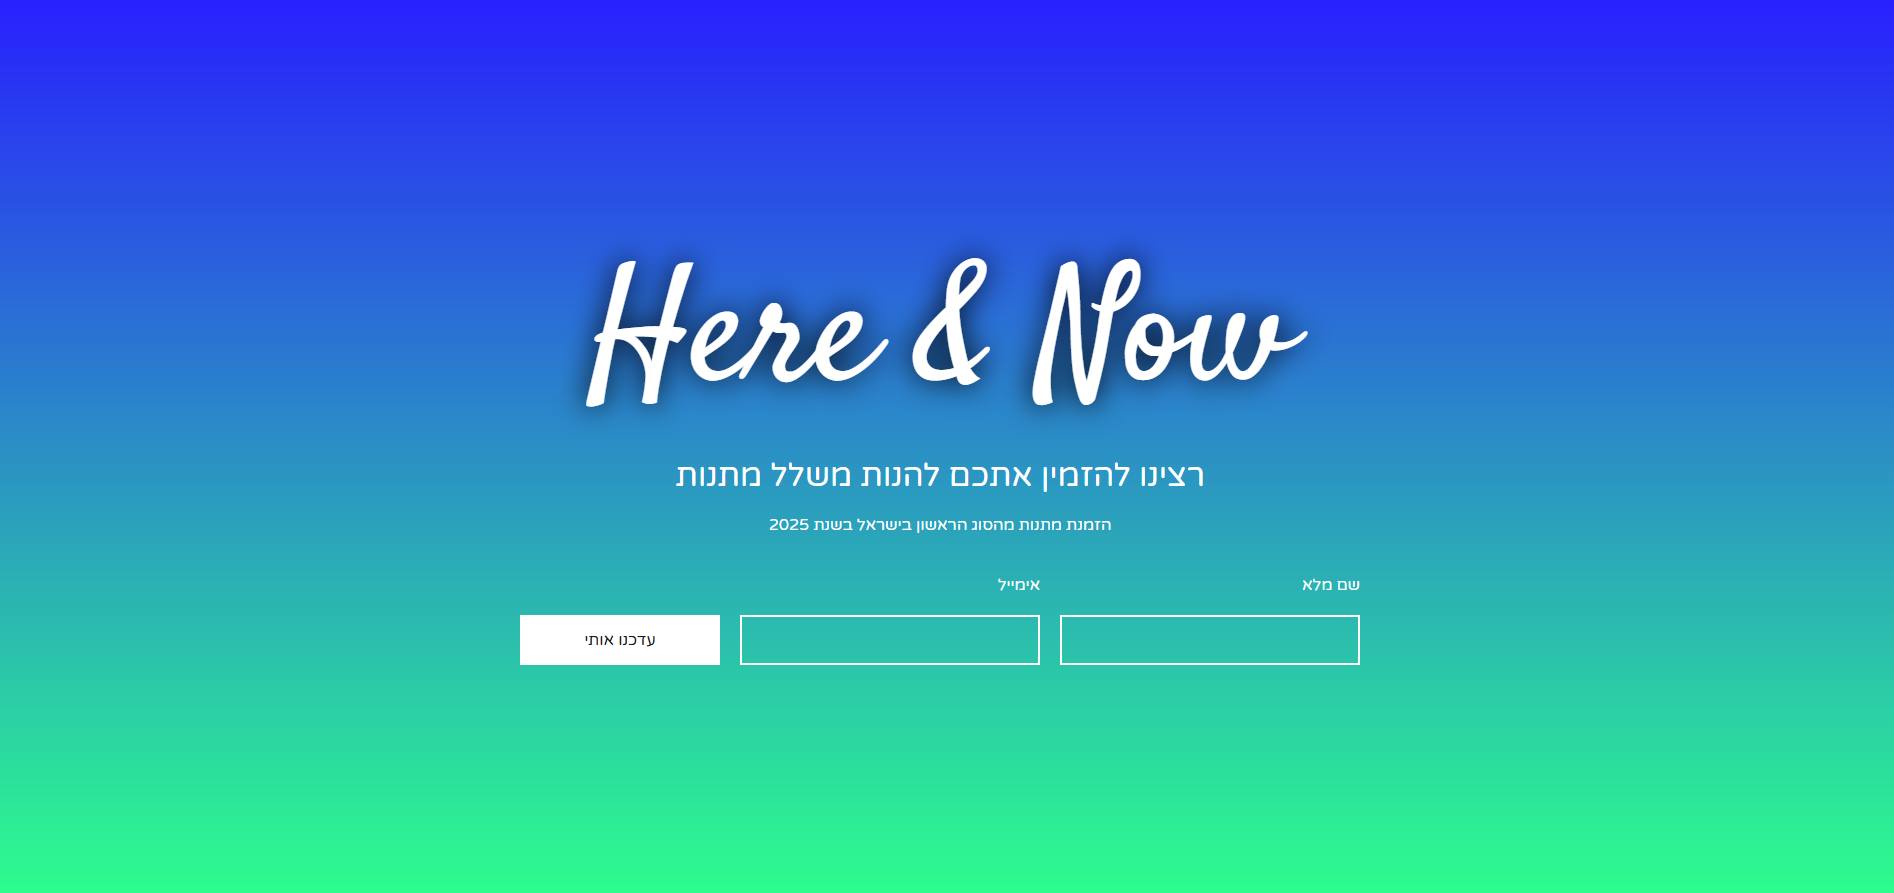 Here & Now
רצינו להזמין אתכם להנות משלל מתנות
הזמנת מתנות מהסוג הראשון בישראל בשנת 2025
שם מלא
אימייל
עדכנו אותי